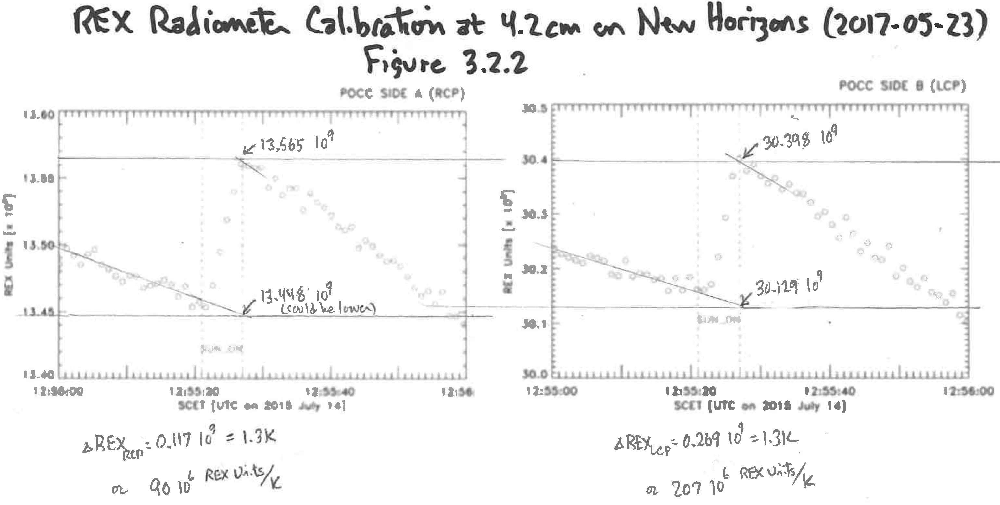 REX Radiometer Calibration at 4.2cm on New Horizons (2017-05-23)
Figure 3.2.2
POCC SIDE A (RCP)
13.60
13.55
13.50
13.45
13.40
REX Units [x 10⁹]
13.565 10⁹
13.448 10⁹
(could be lower)
SUN_ON
12:55:00 12:55:20 12:55:40 12:56:
SCET [UTC on 2015 July 14]
ΔREX RCP = 0.117 10⁹ = 1.3K
or 90 10⁶ REX Units/K
POCC SIDE B (LCP)
30.5
30.4
30.3
30.2
30.1
30.0
REX Units [x 10⁹]
30.398 10⁹
30.129 10⁹
SUN_ON
12:55:00 12:55:20 12:55:40 12:56:00
SCET [UTC on 2015 July 14]
ΔREX LCP = 0.269 10⁹ = 1.3K
or 207 10⁶ REX Units/K